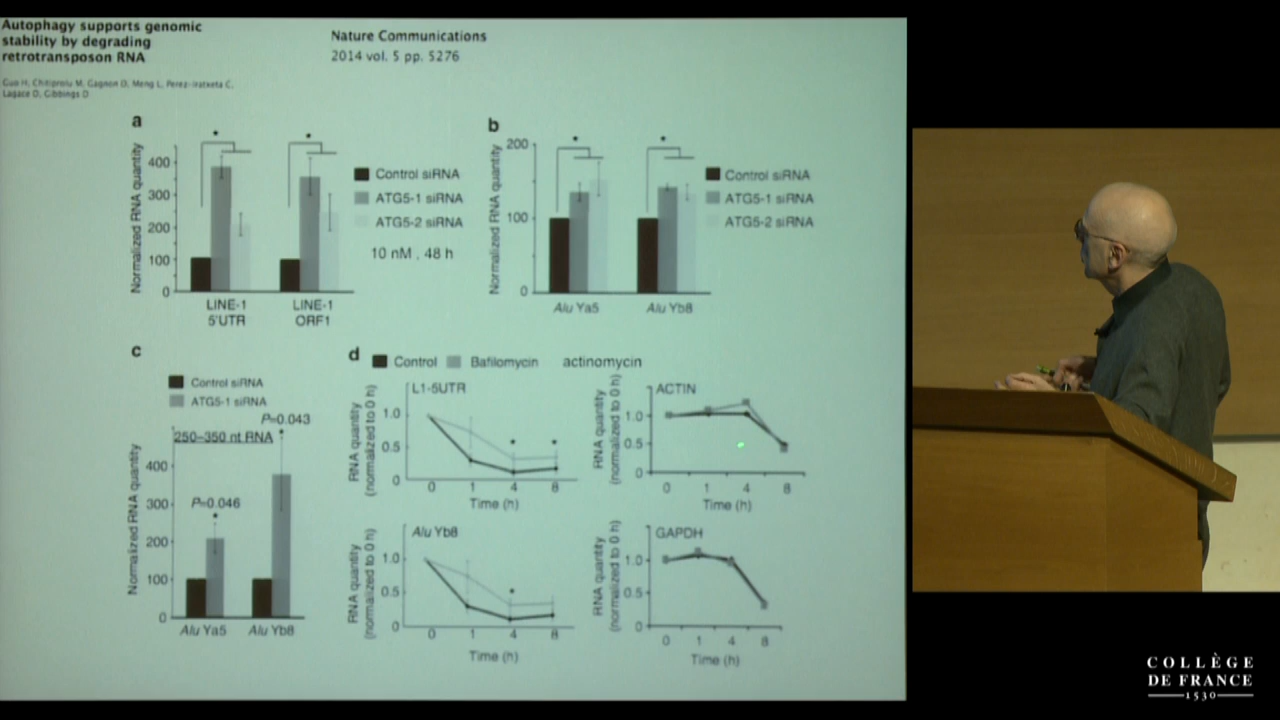 Autophagy supports genomic
stability by degrading
retrotransposon RNA
Guo H, Chitiprolu M, Gagnon D, Meng L, Perez-Iratxeta C,
Lagace D, Gibbings D.
Nature Communications
2014 vol. 5 pp. 5276
a
Normalized RNA quantity
400
300
200
100
0
*
*
LINE-1
5'UTR
LINE-1
ORF1
Control siRNA
ATG5-1 siRNA
ATG5-2 siRNA
10 nM . 48 h
b
Normalized RNA quantity
200
100
0
*
*
Alu Ya5
Alu Yb8
Control siRNA
ATG5-1 siRNA
ATG5-2 siRNA
c
Control siRNA
ATG5-1 siRNA
P=0.043
250–350 nt RNA
*
P=0.046
*
Normalized RNA quantity
400
300
200
100
0
Alu Ya5
Alu Yb8
d
Control
Bafilomycin
actinomycin
L1-5UTR
RNA quantity
(normalized to 0 h)
1.0
0.5
0
*
*
0 1 4 8
Time (h)
ACTIN
RNA quantity
(normalized to 0 h)
1.0
0.5
0
0 1 4 8
Time (h)
Alu Yb8
RNA quantity
(normalized to 0 h)
1.0
0.5
0
*
0 1 4 8
Time (h)
GAPDH
RNA quantity
(normalized to 0 h)
1.0
0.5
0
0 1 4 8
Time (h)
COLLÈGE
DE FRANCE
1530